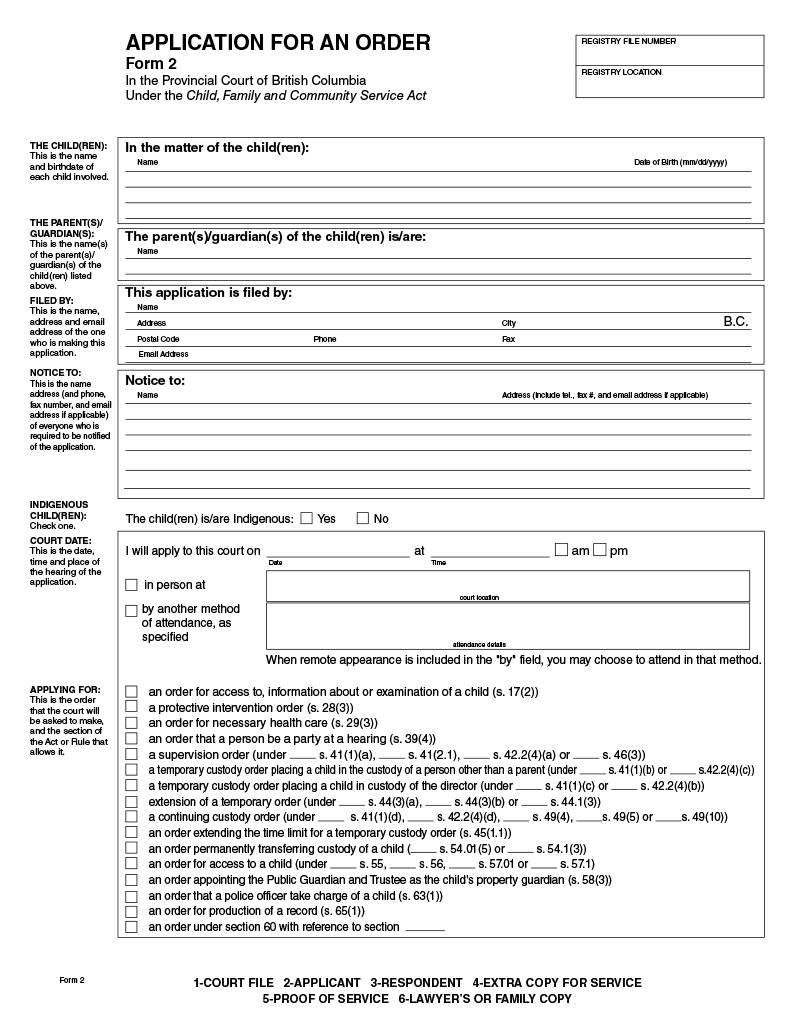 APPLICATION FOR AN ORDER
Form 2
In the Provincial Court of British Columbia
Under the Child, Family and Community Service Act
REGISTRY FILE NUMBER
REGISTRY LOCATION
THE CHILD(REN):
This is the name
and birthdate of
each child involved.
In the matter of the child(ren):
Name Date of Birth (mm/dd/yyyy)
THE PARENT(S)/
GUARDIAN(S):
This is the name(s)
of the parent(s)/
guardian(s) of the
child(ren) listed
above.
The parent(s)/guardian(s) of the child(ren) is/are:
Name
FILED BY:
This is the name,
address and email
address of the one
who is making this
application.
This application is filed by:
Name
Address City B.C.
Postal Code Phone Fax
Email Address
NOTICE TO:
This is the name
address (and phone,
fax number, and email
address if applicable)
of everyone who is
required to be notified
of the application.
Notice to:
Name Address (include tel., fax #, and email address if applicable)
INDIGENOUS
CHILD(REN):
Check one.
The child(ren) is/are Indigenous: Yes No
COURT DATE:
This is the date,
time and place of
the hearing of the
application.
I will apply to this court on ____ at ____ am pm
Date Time
in person at
court location
by another method
of attendance, as
specified
attendance details
When remote appearance is included in the "by" field, you may choose to attend in that method.
APPLYING FOR:
This is the order
that the court will
be asked to make,
and the section of
the Act or Rule that
allows it.
an order for access to, information about or examination of a child (s. 17(2))
a protective intervention order (s. 28(3))
an order for necessary health care (s. 29(3))
an order that a person be a party at a hearing (s. 39(4))
a supervision order (under ____ s. 41(1)(a), ____ s. 41(2.1), ____ s. 42.2(4)(a) or ____ s. 46(3))
a temporary custody order placing a child in the custody of a person other than a parent (under ____ s. 41(1)(b) or ____ s.42.2(4)(c))
a temporary custody order placing a child in custody of the director (under ____ s. 41(1)(c) or ____ s. 42.2(4)(b))
extension of a temporary order (under ____ s. 44(3)(a), ____ s. 44(3)(b) or ____ s. 44.1(3))
a continuing custody order (under ____ s. 41(1)(d), ____ s. 42.2(4)(d), ____ s. 49(4), ____s. 49(5) or ____s. 49(10))
an order extending the time limit for a temporary custody order (s. 45(1.1))
an order permanently transferring custody of a child (____ s. 54.01(5) or ____ s. 54.1(3))
an order for access to a child (under ____ s. 55, ____ s. 56, ____ s. 57.01 or ____ s. 57.1)
an order appointing the Public Guardian and Trustee as the child's property guardian (s. 58(3))
an order that a police officer take charge of a child (s. 63(1))
an order for production of a record (s. 65(1))
an order under section 60 with reference to section ______
Form 2
1-COURT FILE 2-APPLICANT 3-RESPONDENT 4-EXTRA COPY FOR SERVICE
5-PROOF OF SERVICE 6-LAWYER'S OR FAMILY COPY